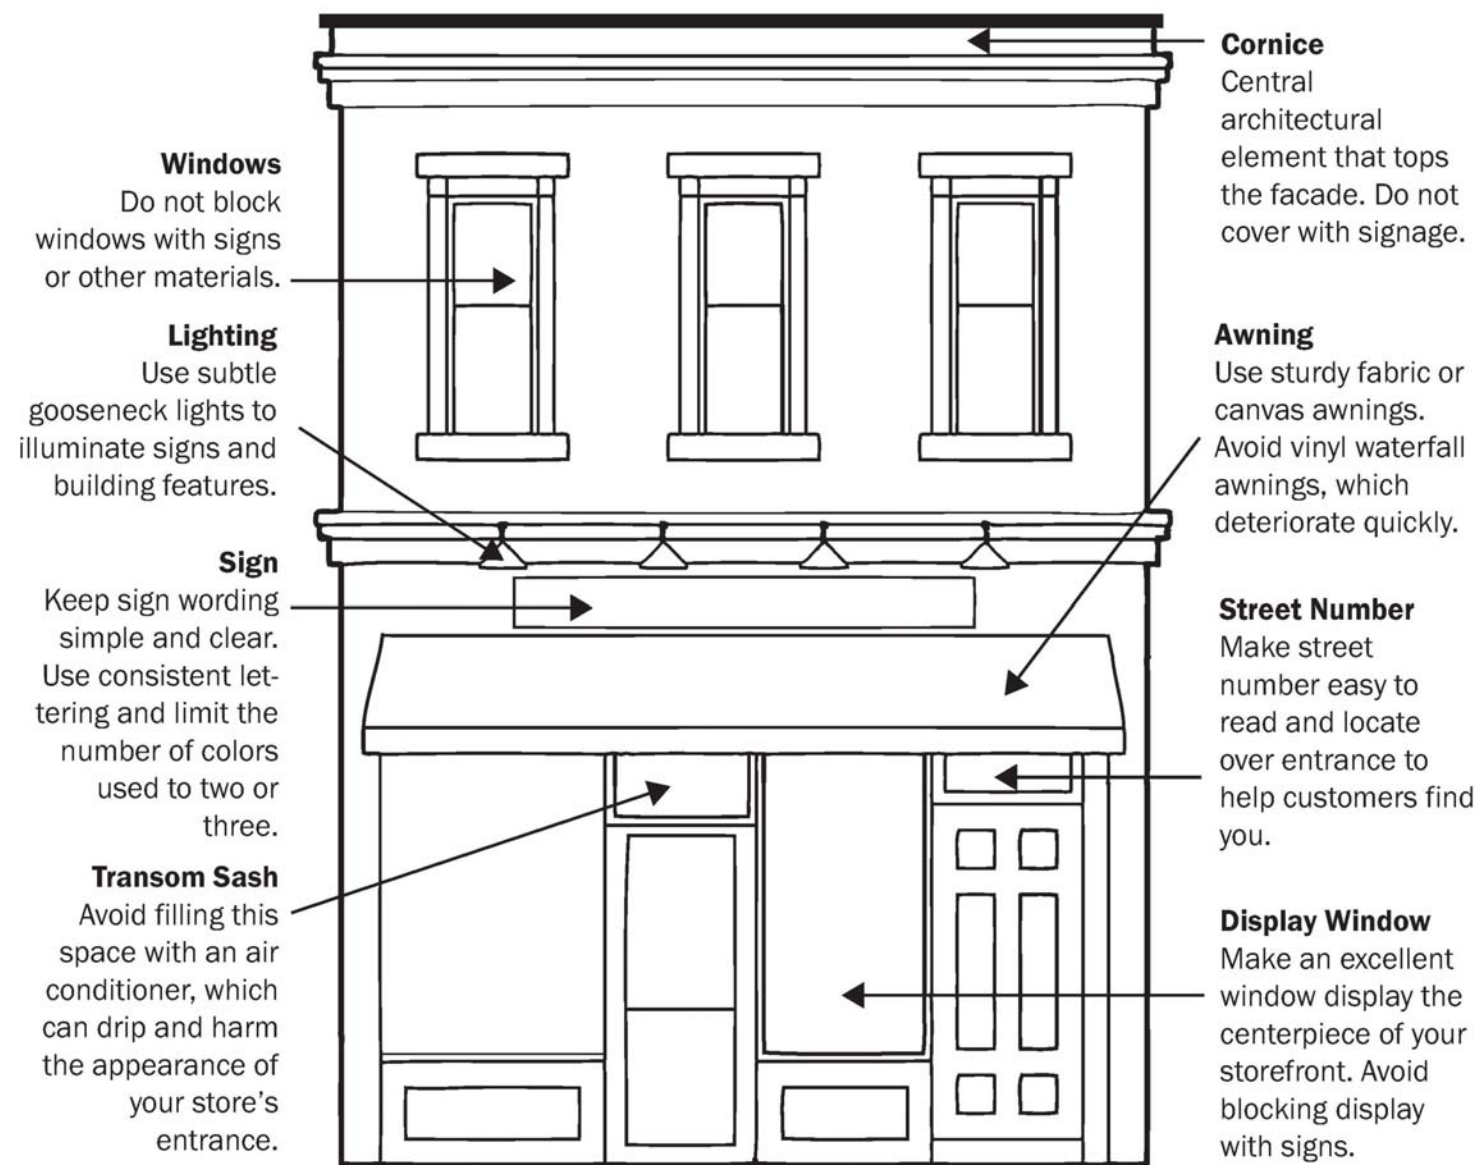 Windows
Do not block
windows with signs
or other materials.
Lighting
Use subtle
gooseneck lights to
illuminate signs and
building features.
Sign
Keep sign wording
simple and clear.
Use consistent let-
tering and limit the
number of colors
used to two or
three.
Transom Sash
Avoid filling this
space with an air
conditioner, which
can drip and harm
the appearance of
your store's
entrance.
Cornice
Central
architectural
element that tops
the facade. Do not
cover with signage.
Awning
Use sturdy fabric or
canvas awnings.
Avoid vinyl waterfall
awnings, which
deteriorate quickly.
Street Number
Make street
number easy to
read and locate
over entrance to
help customers find
you.
Display Window
Make an excellent
window display the
centerpiece of your
storefront. Avoid
blocking display
with signs.